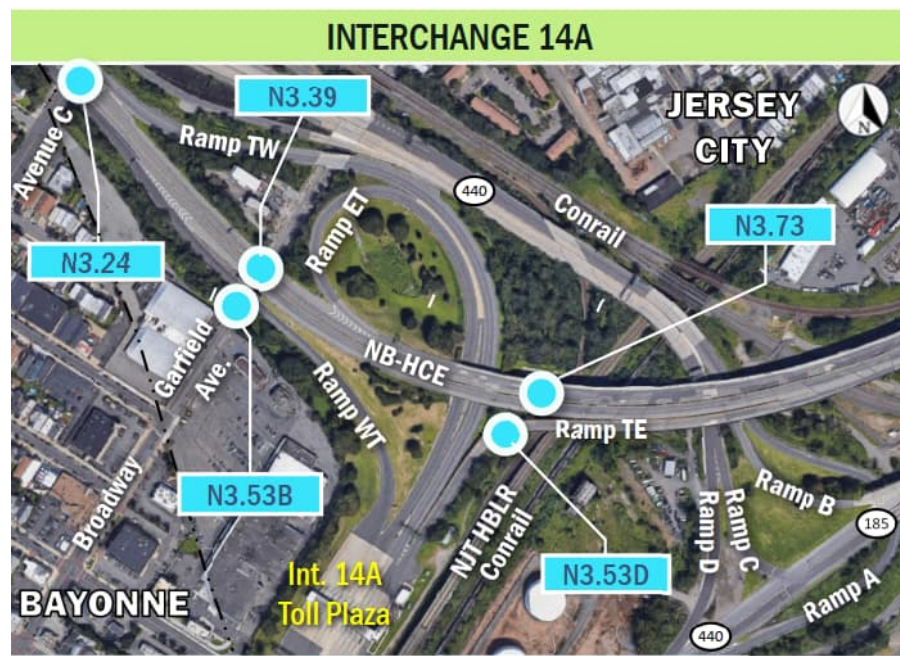 INTERCHANGE 14A
N3.39
JERSEY
CITY
N
Avenue C
Ramp TW
440
Ramp ET
Conrail
N3.73
N3.24
Garfield
Ave.
NB-HCE
Ramp WT
Ramp TE
N3.53B
Broadway
NJT HBLR
Conrail
Ramp D
Ramp C
Ramp B
185
Int. 14A
Toll Plaza
N3.53D
Ramp A
BAYONNE
440